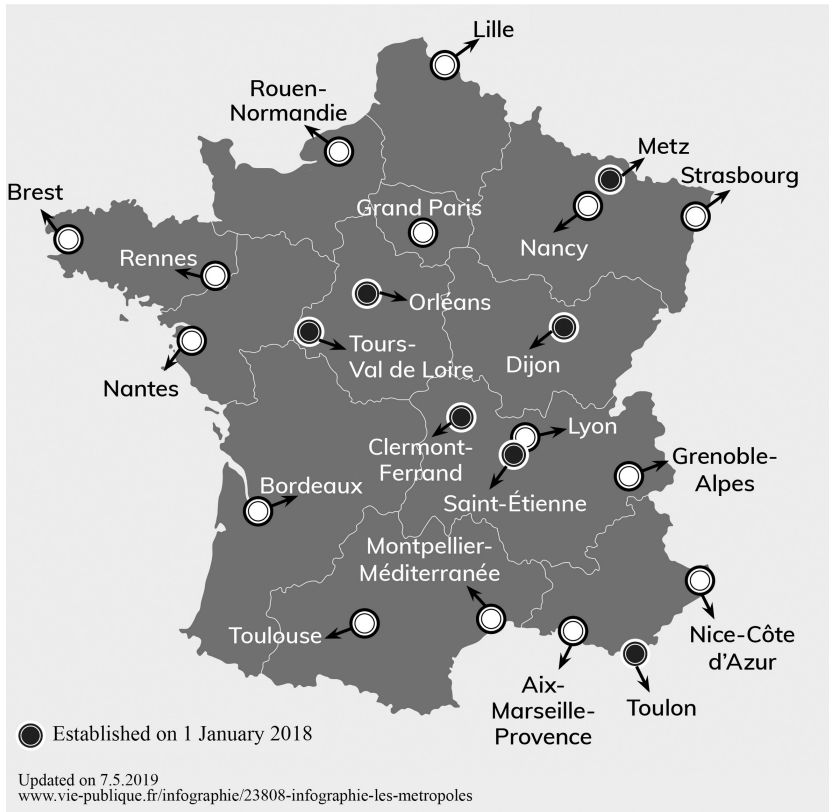 Lille
Rouen-
Normandie
Metz
Strasbourg
Brest
Grand Paris
Nancy
Rennes
Orléans
Tours-
Val de Loire
Dijon
Nantes
Lyon
Clermont-
Ferrand
Grenoble-
Alpes
Bordeaux
Saint-Étienne
Montpellier-
Méditerranée
Toulouse
Nice-Côte
d'Azur
Aix-
Marseille-
Provence
Toulon
Established on 1 January 2018
Updated on 7.5.2019
www.vie-publique.fr/infographie/23808-infographie-les-metropoles